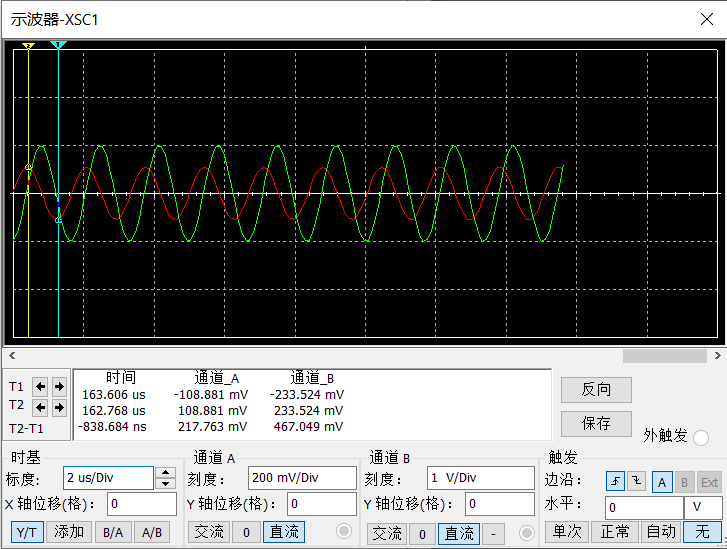 示波器-XSC1
2 1
时间 通道_A 通道_B
T1 163.606 us -108.881 mV -233.524 mV
T2 162.768 us 108.881 mV 233.524 mV
T2-T1 -838.684 ns 217.763 mV 467.049 mV
反向
保存
外触发
时基 通道 A 通道 B 触发
标度: 2 us/Div 刻度: 200 mV/Div 刻度: 1 V/Div 边沿: A B Ext
X 轴位移(格): 0 Y 轴位移(格): 0 Y 轴位移(格): 0 水平: 0 V
Y/T 添加 B/A A/B 交流 0 直流 交流 0 直流 - 单次 正常 自动 无